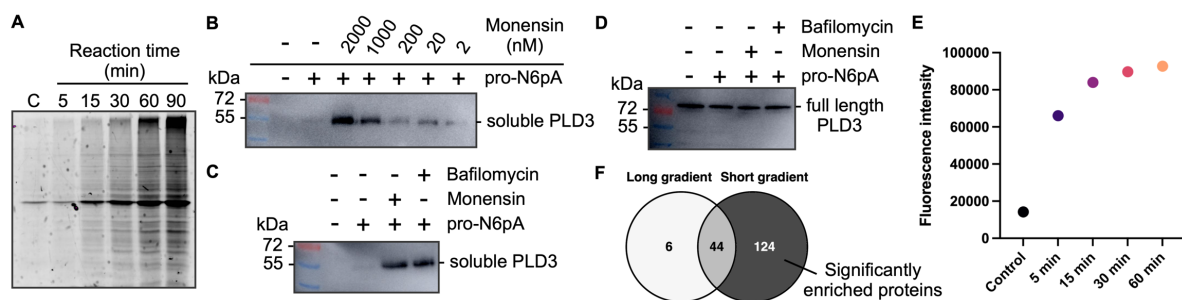 A
Reaction time
(min)
C 5 15 30 60 90
B
- - 2000 1000 200 20 2 Monensin
(nM)
kDa - + + + + + + pro-N6pA
72
55
soluble PLD3
C
- - - + Bafilomycin
- - + - Monensin
kDa - + + + pro-N6pA
72
55
soluble PLD3
D
- - - + Bafilomycin
- - + - Monensin
- + + + pro-N6pA
kDa
72
55
full length
PLD3
F
Long gradient Short gradient
6 44 124
Significantly
enriched proteins
E
Fluorescence intensity
100000
80000
60000
40000
20000
0
Control
5 min
15 min
30 min
60 min